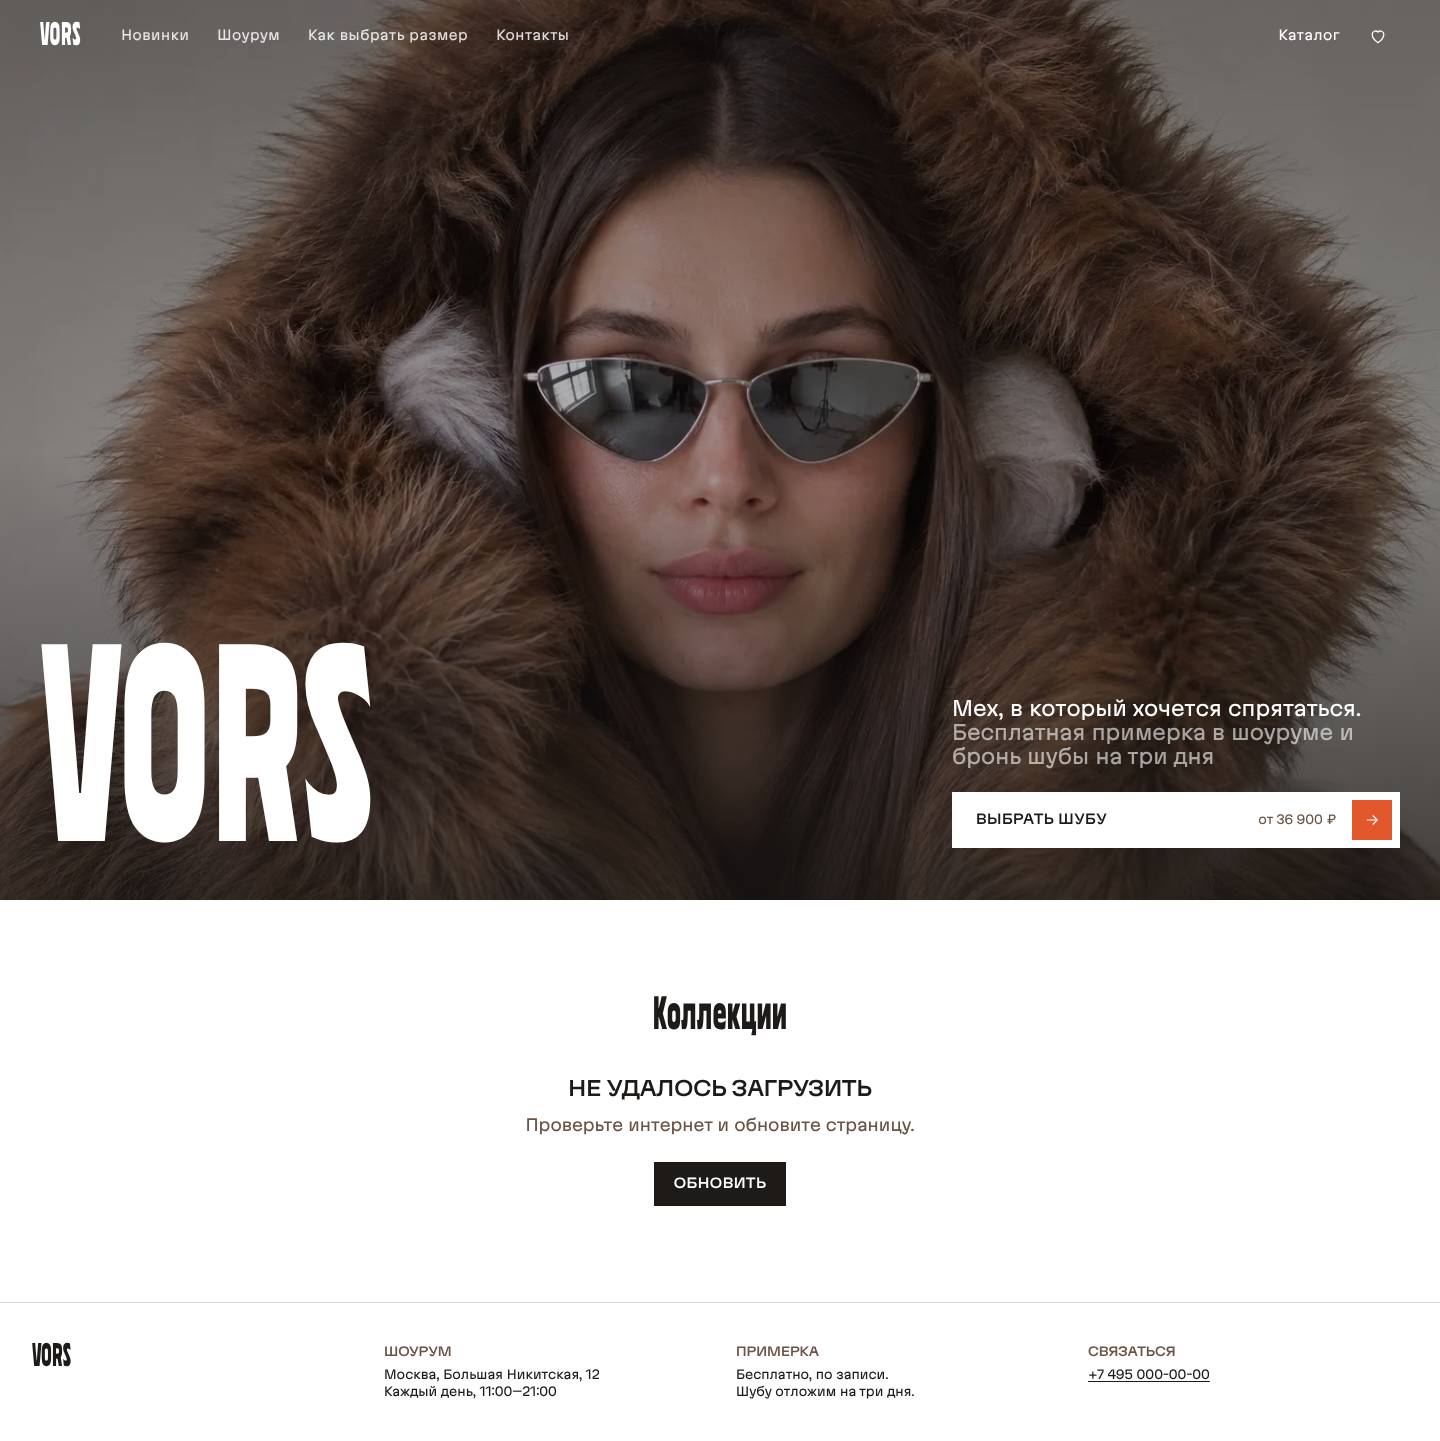 VORS
Новинки
Шоурум
Как выбрать размер
Контакты
Каталог
VORS
Мех, в который хочется спрятаться.
Бесплатная примерка в шоуруме и
бронь шубы на три дня
ВЫБРАТЬ ШУБУ
от 36 900 ₽
Коллекции
НЕ УДАЛОСЬ ЗАГРУЗИТЬ
Проверьте интернет и обновите страницу.
ОБНОВИТЬ
VORS
ШОУРУМ
Москва, Большая Никитская, 12
Каждый день, 11:00–21:00
ПРИМЕРКА
Бесплатно, по записи.
Шубу отложим на три дня.
СВЯЗАТЬСЯ
+7 495 000-00-00